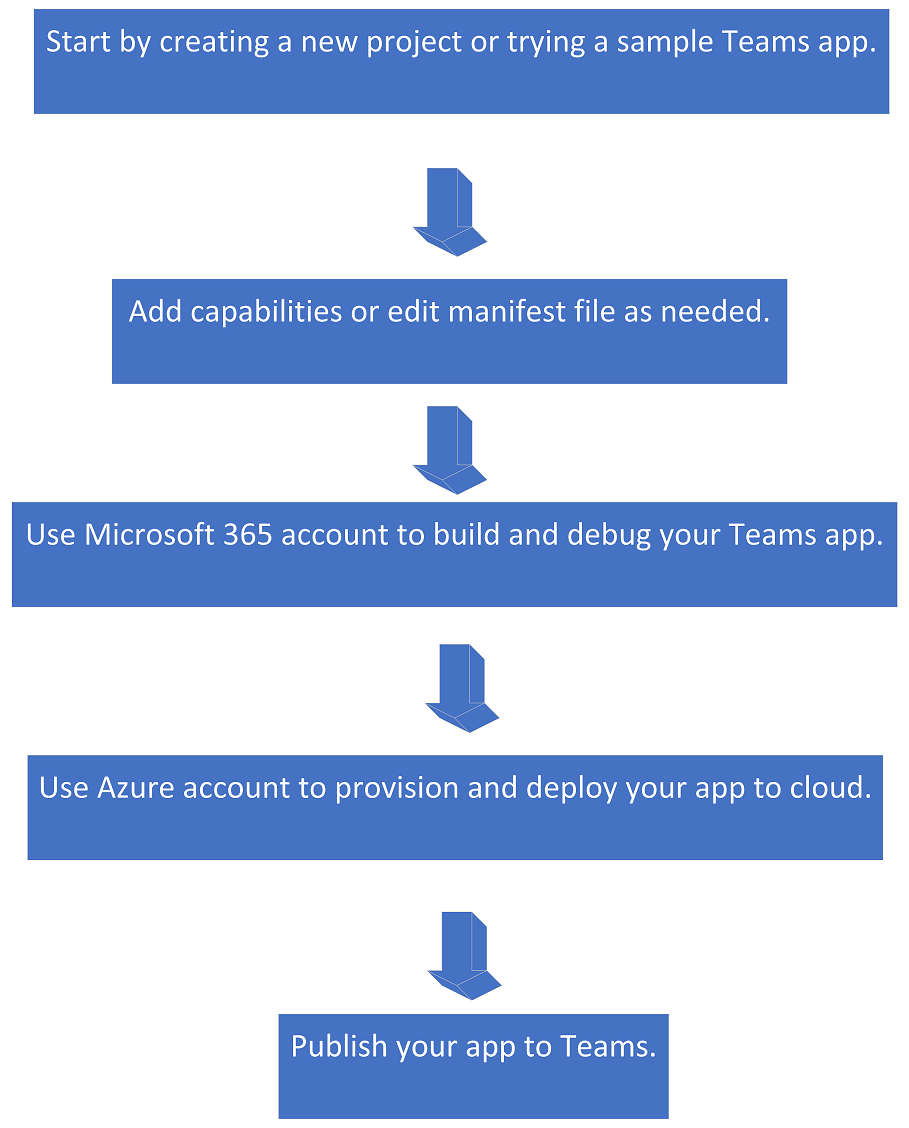 Start by creating a new project or trying a sample Teams app.
Add capabilities or edit manifest file as needed.
Use Microsoft 365 account to build and debug your Teams app.
Use Azure account to provision and deploy your app to cloud.
Publish your app to Teams.